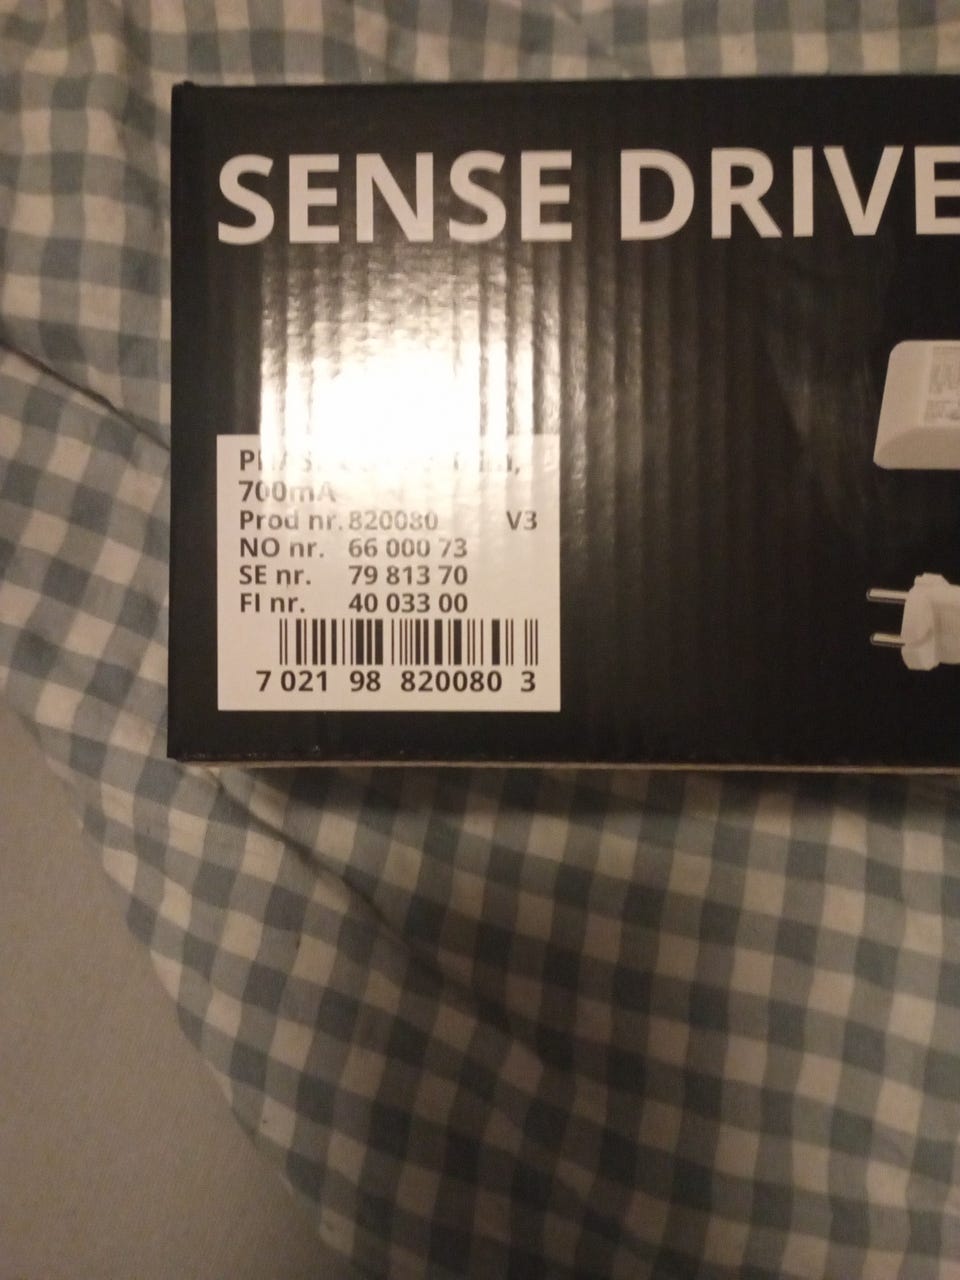 SENSE DRIVE
700mA
Prod nr. 820080 V3
NO nr. 66 000 73
SE nr. 79 813 70
FI nr. 40 033 00
7 021 98 820080 3